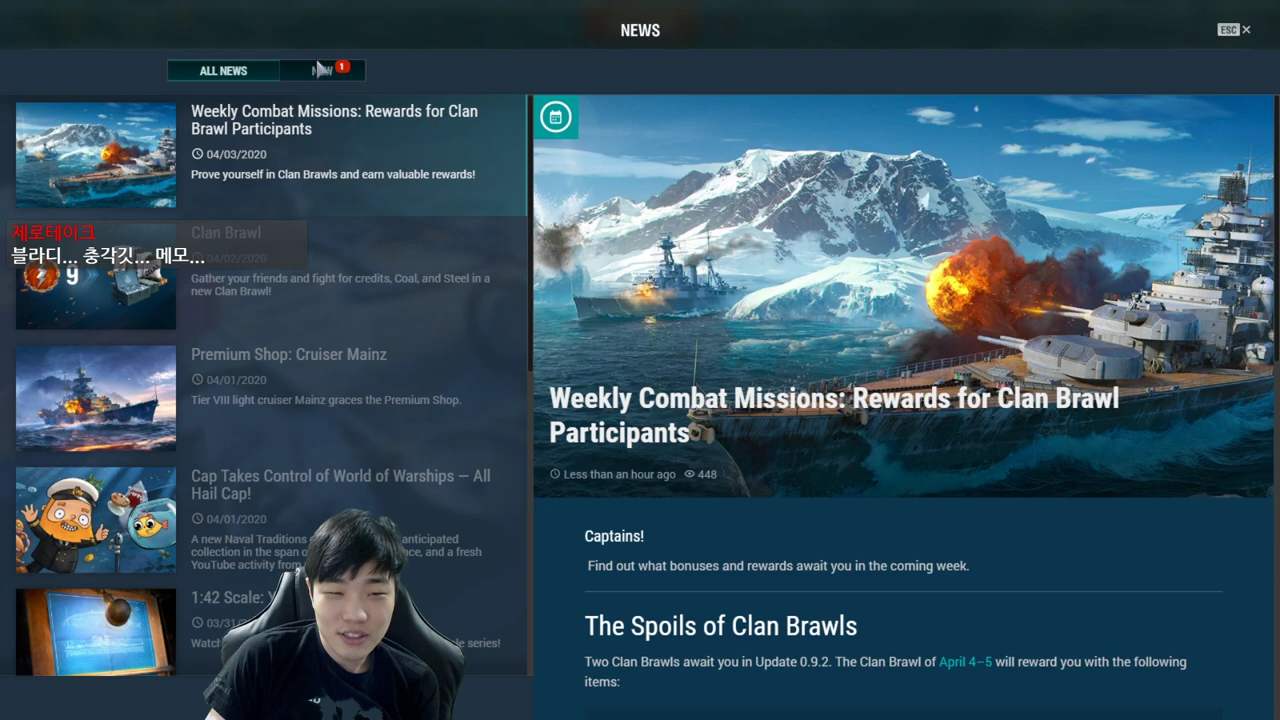 NEWS
ESC
ALL NEWS
1
Weekly Combat Missions: Rewards for Clan
Brawl Participants
04/03/2020
Prove yourself in Clan Brawls and earn valuable rewards!
제로테이크
블라디... 충각깃... 메모...
Clan Brawl
04/02/2020
Gather your friends and fight for credits, Coal, and Steel in a
new Clan Brawl!
9
Premium Shop: Cruiser Mainz
04/01/2020
Tier VIII light cruiser Mainz graces the Premium Shop.
Cap Takes Control of World of Warships — All
Hail Cap!
04/01/2020
A new Naval Traditions anticipated
collection in the span and a fresh
YouTube activity from
1:42 Scale:
03/31/
Watch series!
Weekly Combat Missions: Rewards for Clan Brawl
Participants
Less than an hour ago 448
Captains!
Find out what bonuses and rewards await you in the coming week.
The Spoils of Clan Brawls
Two Clan Brawls await you in Update 0.9.2. The Clan Brawl of April 4–5 will reward you with the following
items: